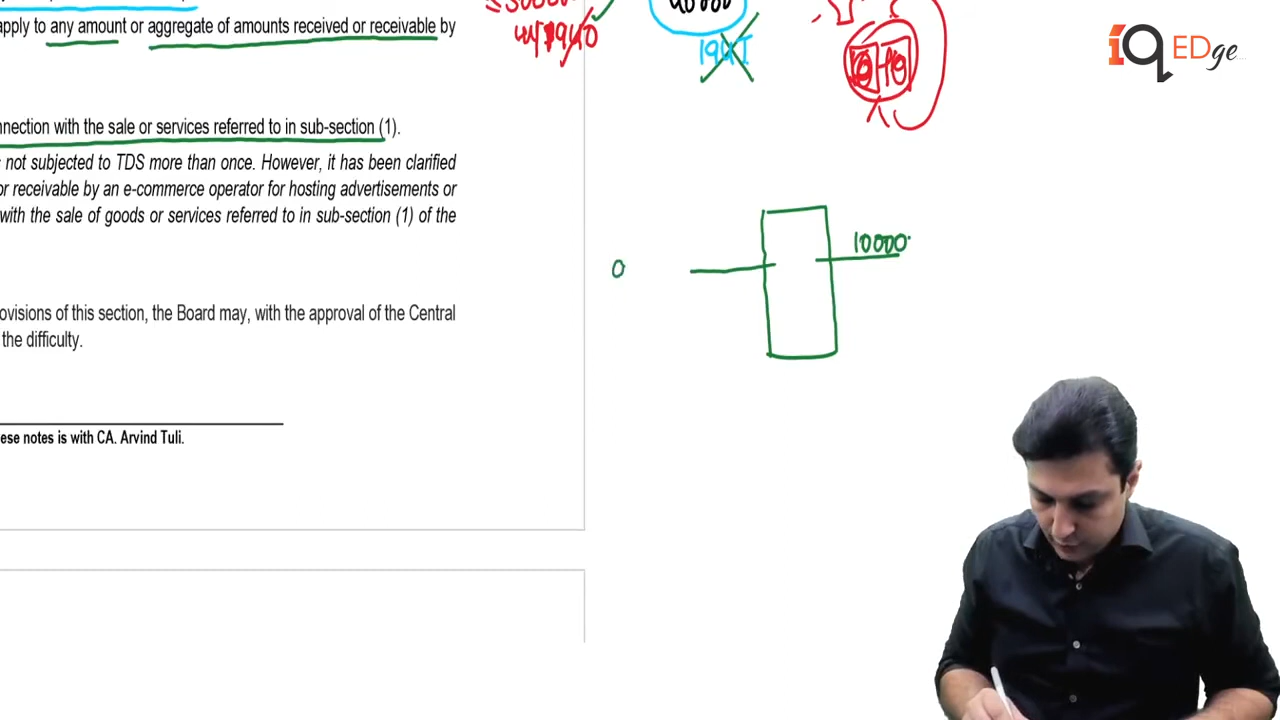 apply to any amount or aggregate of amounts received or receivable by
nnection with the sale or services referred to in sub-section (1).
not subjected to TDS more than once. However, it has been clarified
or receivable by an e-commerce operator for hosting advertisements or
with the sale of goods or services referred to in sub-section (1) of the
ovisions of this section, the Board may, with the approval of the Central
the difficulty.
ese notes is with CA. Arvind Tuli.
10000
0
iQ EDge